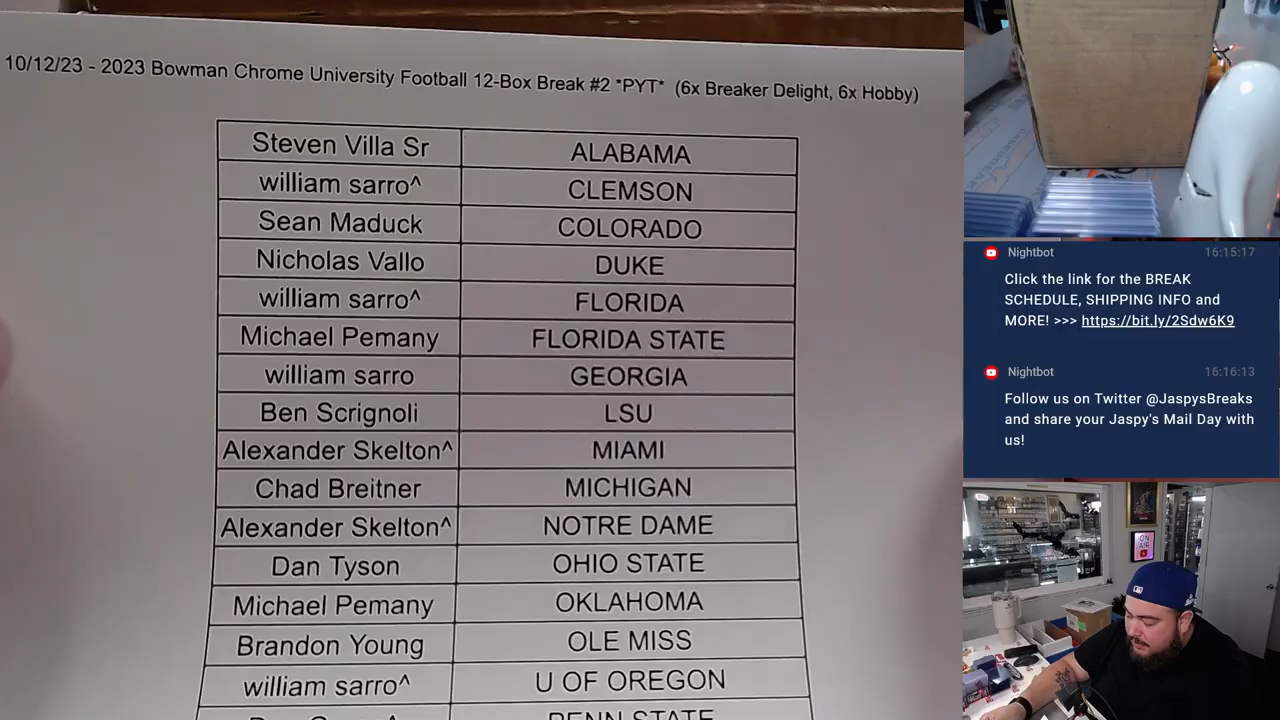 10/12/23 - 2023 Bowman Chrome University Football 12-Box Break #2 *PYT* (6x Breaker Delight, 6x Hobby)
Steven Villa Sr ALABAMA
william sarro^ CLEMSON
Sean Maduck COLORADO
Nicholas Vallo DUKE
william sarro^ FLORIDA
Michael Pemany FLORIDA STATE
william sarro GEORGIA
Ben Scrignoli LSU
Alexander Skelton^ MIAMI
Chad Breitner MICHIGAN
Alexander Skelton^ NOTRE DAME
Dan Tyson OHIO STATE
Michael Pemany OKLAHOMA
Brandon Young OLE MISS
william sarro^ U OF OREGON
PENN STATE
Nightbot 16:15:17
Click the link for the BREAK
SCHEDULE, SHIPPING INFO and
MORE! >>> https://bit.ly/2Sdw6K9
Nightbot 16:16:13
Follow us on Twitter @JaspysBreaks
and share your Jaspy's Mail Day with
us!
ON
AIR